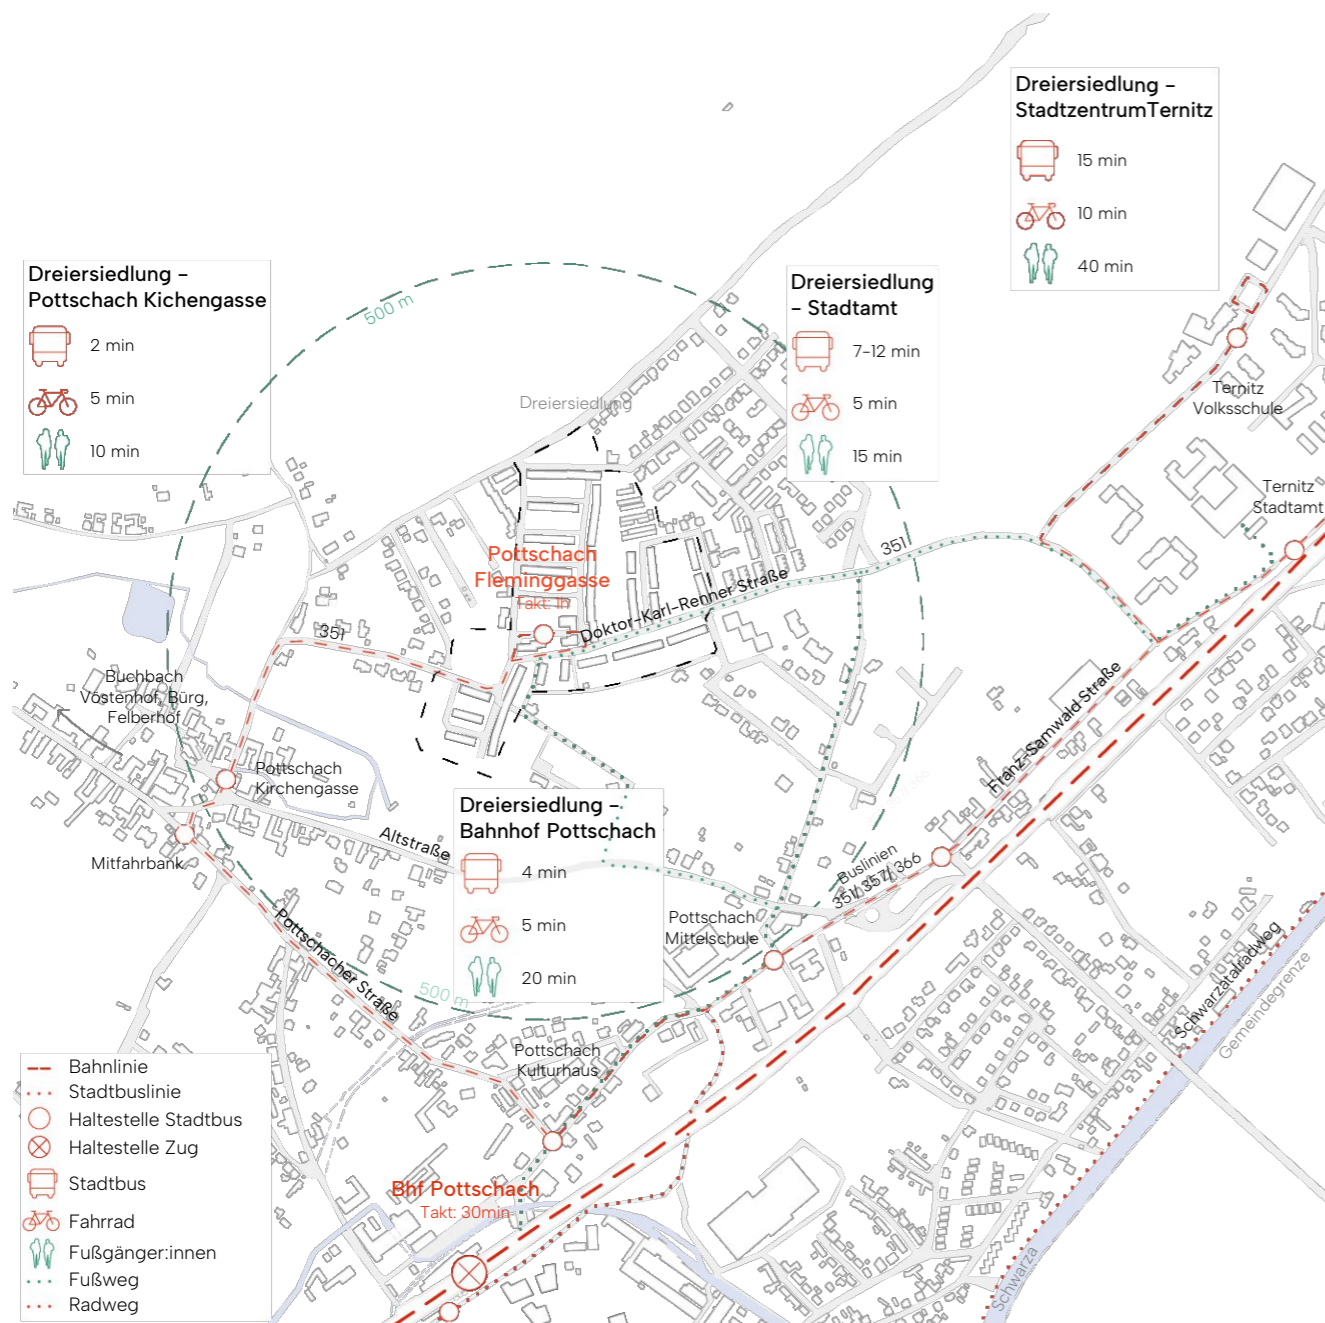 Dreiersiedlung –
StadtzentrumTernitz
15 min
10 min
40 min
Dreiersiedlung –
Pottschach Kichengasse
2 min
5 min
10 min
500 m
Dreiersiedlung
– Stadtamt
7-12 min
5 min
15 min
Dreiersiedlung
Ternitz
Volksschule
Ternitz
Stadtamt
Pottschach
Fleminggasse
Takt: 1h
Doktor-Karl-Renner Straße
351
351
Buchbach
Vöstenhof, Bürg,
Felberhof
Pottschach
Kirchengasse
Mitfahrbank
Altstraße
Franz-Samwald Straße
Dreiersiedlung –
Bahnhof Pottschach
4 min
5 min
20 min
Buslinien
351/ 357/ 366
Pottschach
Mittelschule
Pottschacher Straße
500 m
Pottschach
Kulturhaus
Schwarzatalradweg
Gemeindegrenze
Schwarza
Bhf Pottschach
Takt: 30min
Bahnlinie
Stadtbuslinie
Haltestelle Stadtbus
Haltestelle Zug
Stadtbus
Fahrrad
Fußgänger:innen
Fußweg
Radweg